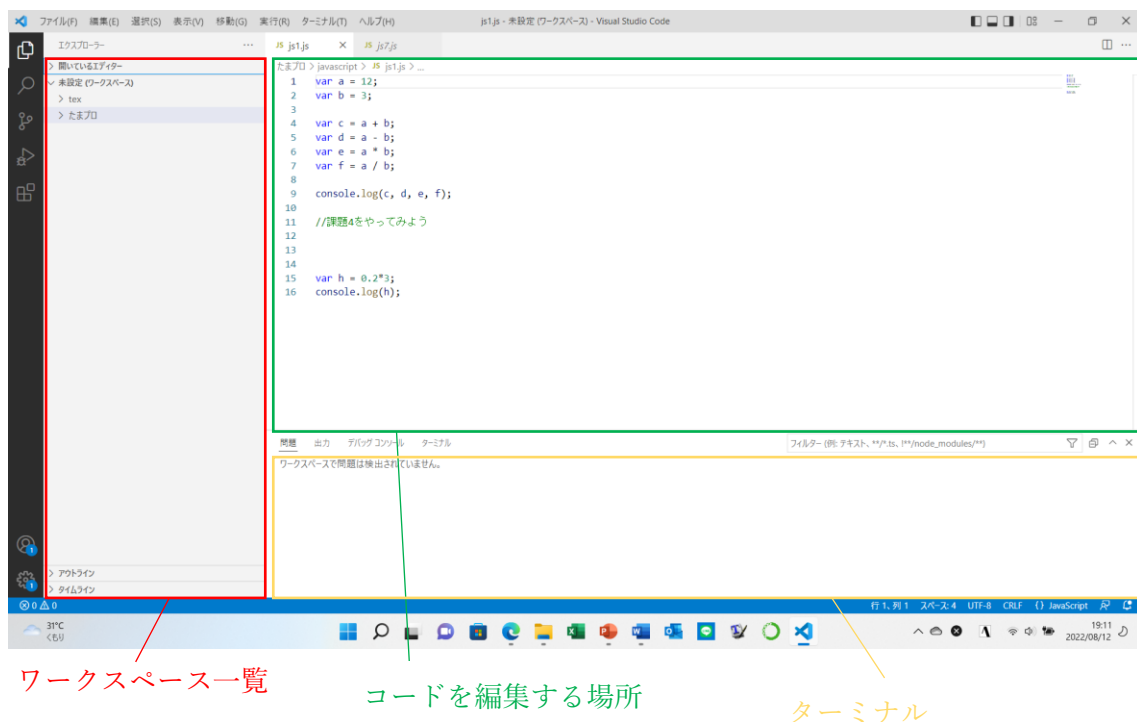 ファイル(F) 編集(E) 選択(S) 表示(V) 移動(G) 実行(R) ターミナル(T) ヘルプ(H) js1.js - 未設定 (ワークスペース) - Visual Studio Code
エクスプローラー ···
JS js1.js × JS js7.js
> 開いているエディター
未設定 (ワークスペース)
> tex
> たまプロ
たまプロ > javascript > JS js1.js > ...
1 var a = 12;
2 var b = 3;
3
4 var c = a + b;
5 var d = a - b;
6 var e = a * b;
7 var f = a / b;
8
9 console.log(c, d, e, f);
10
11 //課題4をやってみよう
12
13
14
15 var h = 0.2*3;
16 console.log(h);
問題 出力 デバッグ コンソール ターミナル フィルター (例: テキスト、**/*.ts、!**/node_modules/**)
ワークスペースで問題は検出されていません。
> アウトライン
> タイムライン
1
1
0 0 行 1、列 1 スペース: 4 UTF-8 CRLF {} JavaScript
31°C
くもり
A
19:11
2022/08/12
ワークスペース一覧
コードを編集する場所
ターミナル